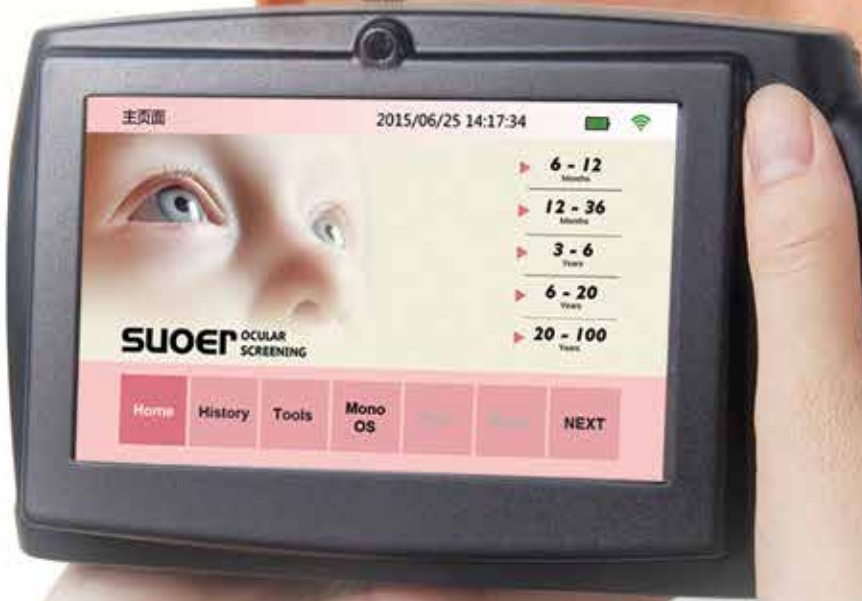 主页面
2015/06/25 14:17:34
6 - 12
Months
12 - 36
Months
3 - 6
Years
6 - 20
Years
20 - 100
Years
SUOER OCULAR
SCREENING
Home
History
Tools
Mono
OS
NEXT